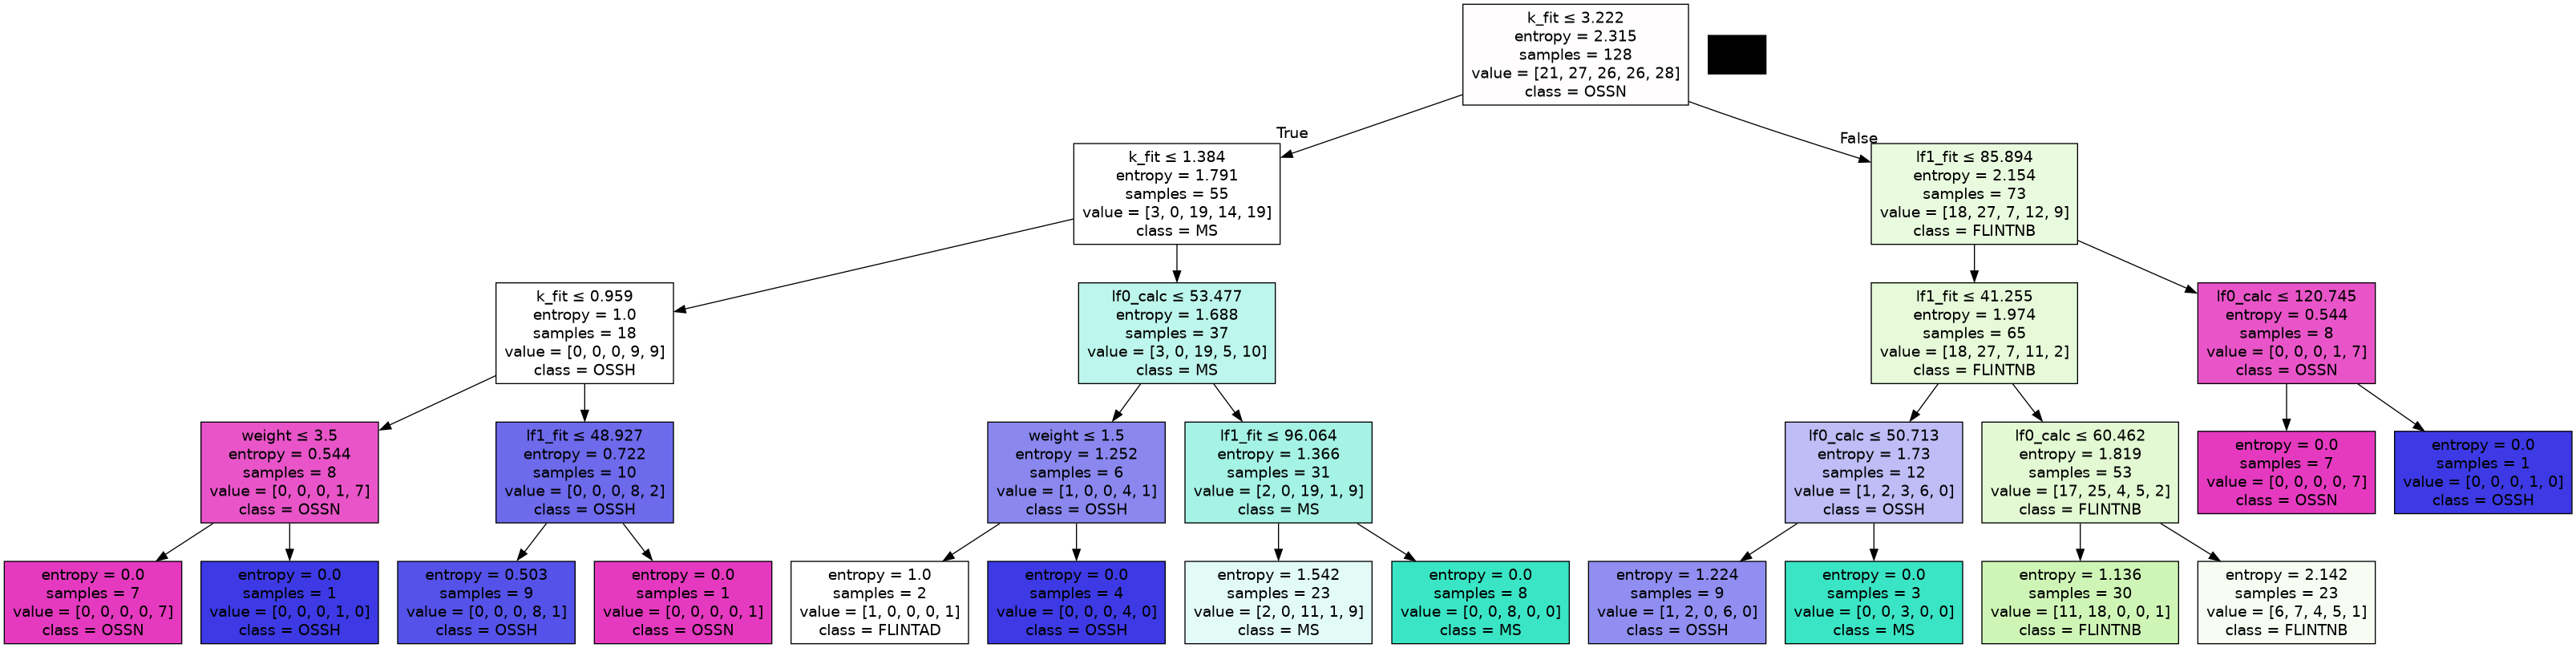 k_fit ≤ 3.222
entropy = 2.315
samples = 128
value = [21, 27, 26, 26, 28]
class = OSSN
True
False
k_fit ≤ 1.384
entropy = 1.791
samples = 55
value = [3, 0, 19, 14, 19]
class = MS
lf1_fit ≤ 85.894
entropy = 2.154
samples = 73
value = [18, 27, 7, 12, 9]
class = FLINTNB
k_fit ≤ 0.959
entropy = 1.0
samples = 18
value = [0, 0, 0, 9, 9]
class = OSSH
lf0_calc ≤ 53.477
entropy = 1.688
samples = 37
value = [3, 0, 19, 5, 10]
class = MS
lf1_fit ≤ 41.255
entropy = 1.974
samples = 65
value = [18, 27, 7, 11, 2]
class = FLINTNB
lf0_calc ≤ 120.745
entropy = 0.544
samples = 8
value = [0, 0, 0, 1, 7]
class = OSSN
weight ≤ 3.5
entropy = 0.544
samples = 8
value = [0, 0, 0, 1, 7]
class = OSSN
lf1_fit ≤ 48.927
entropy = 0.722
samples = 10
value = [0, 0, 0, 8, 2]
class = OSSH
weight ≤ 1.5
entropy = 1.252
samples = 6
value = [1, 0, 0, 4, 1]
class = OSSH
lf1_fit ≤ 96.064
entropy = 1.366
samples = 31
value = [2, 0, 19, 1, 9]
class = MS
lf0_calc ≤ 50.713
entropy = 1.73
samples = 12
value = [1, 2, 3, 6, 0]
class = OSSH
lf0_calc ≤ 60.462
entropy = 1.819
samples = 53
value = [17, 25, 4, 5, 2]
class = FLINTNB
entropy = 0.0
samples = 7
value = [0, 0, 0, 0, 7]
class = OSSN
entropy = 0.0
samples = 1
value = [0, 0, 0, 1, 0]
class = OSSH
entropy = 0.0
samples = 7
value = [0, 0, 0, 0, 7]
class = OSSN
entropy = 0.0
samples = 1
value = [0, 0, 0, 1, 0]
class = OSSH
entropy = 0.503
samples = 9
value = [0, 0, 0, 8, 1]
class = OSSH
entropy = 0.0
samples = 1
value = [0, 0, 0, 0, 1]
class = OSSN
entropy = 1.0
samples = 2
value = [1, 0, 0, 0, 1]
class = FLINTAD
entropy = 0.0
samples = 4
value = [0, 0, 0, 4, 0]
class = OSSH
entropy = 1.542
samples = 23
value = [2, 0, 11, 1, 9]
class = MS
entropy = 0.0
samples = 8
value = [0, 0, 8, 0, 0]
class = MS
entropy = 1.224
samples = 9
value = [1, 2, 0, 6, 0]
class = OSSH
entropy = 0.0
samples = 3
value = [0, 0, 3, 0, 0]
class = MS
entropy = 1.136
samples = 30
value = [11, 18, 0, 0, 1]
class = FLINTNB
entropy = 2.142
samples = 23
value = [6, 7, 4, 5, 1]
class = FLINTNB